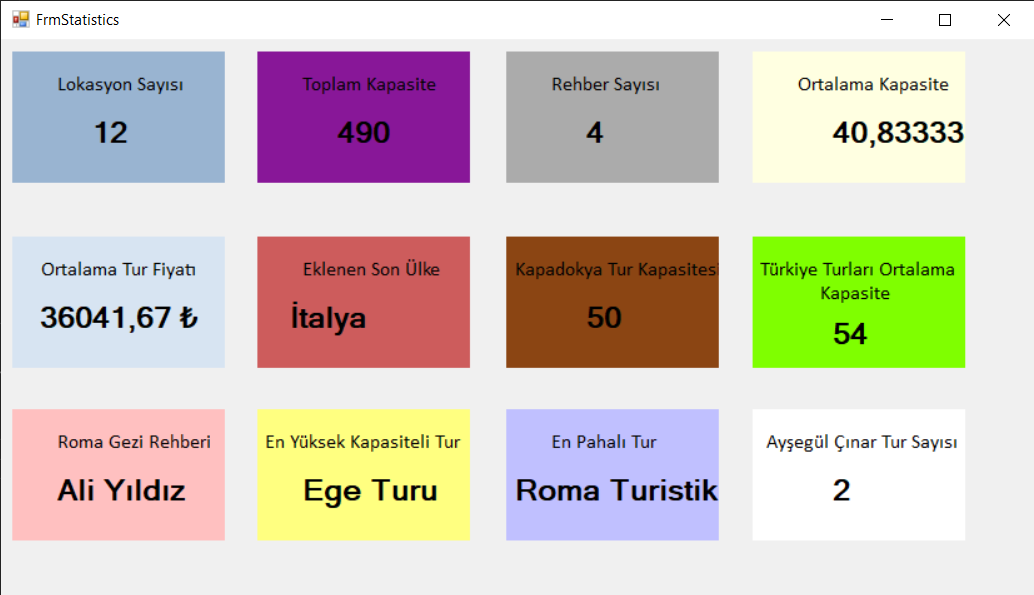 FrmStatistics
Lokasyon Sayısı
12
Toplam Kapasite
490
Rehber Sayısı
4
Ortalama Kapasite
40,83333
Ortalama Tur Fiyatı
36041,67 ₺
Eklenen Son Ülke
İtalya
Kapadokya Tur Kapasitesi
50
Türkiye Turları Ortalama
Kapasite
54
Roma Gezi Rehberi
Ali Yıldız
En Yüksek Kapasiteli Tur
Ege Turu
En Pahalı Tur
Roma Turistik
Ayşegül Çınar Tur Sayısı
2